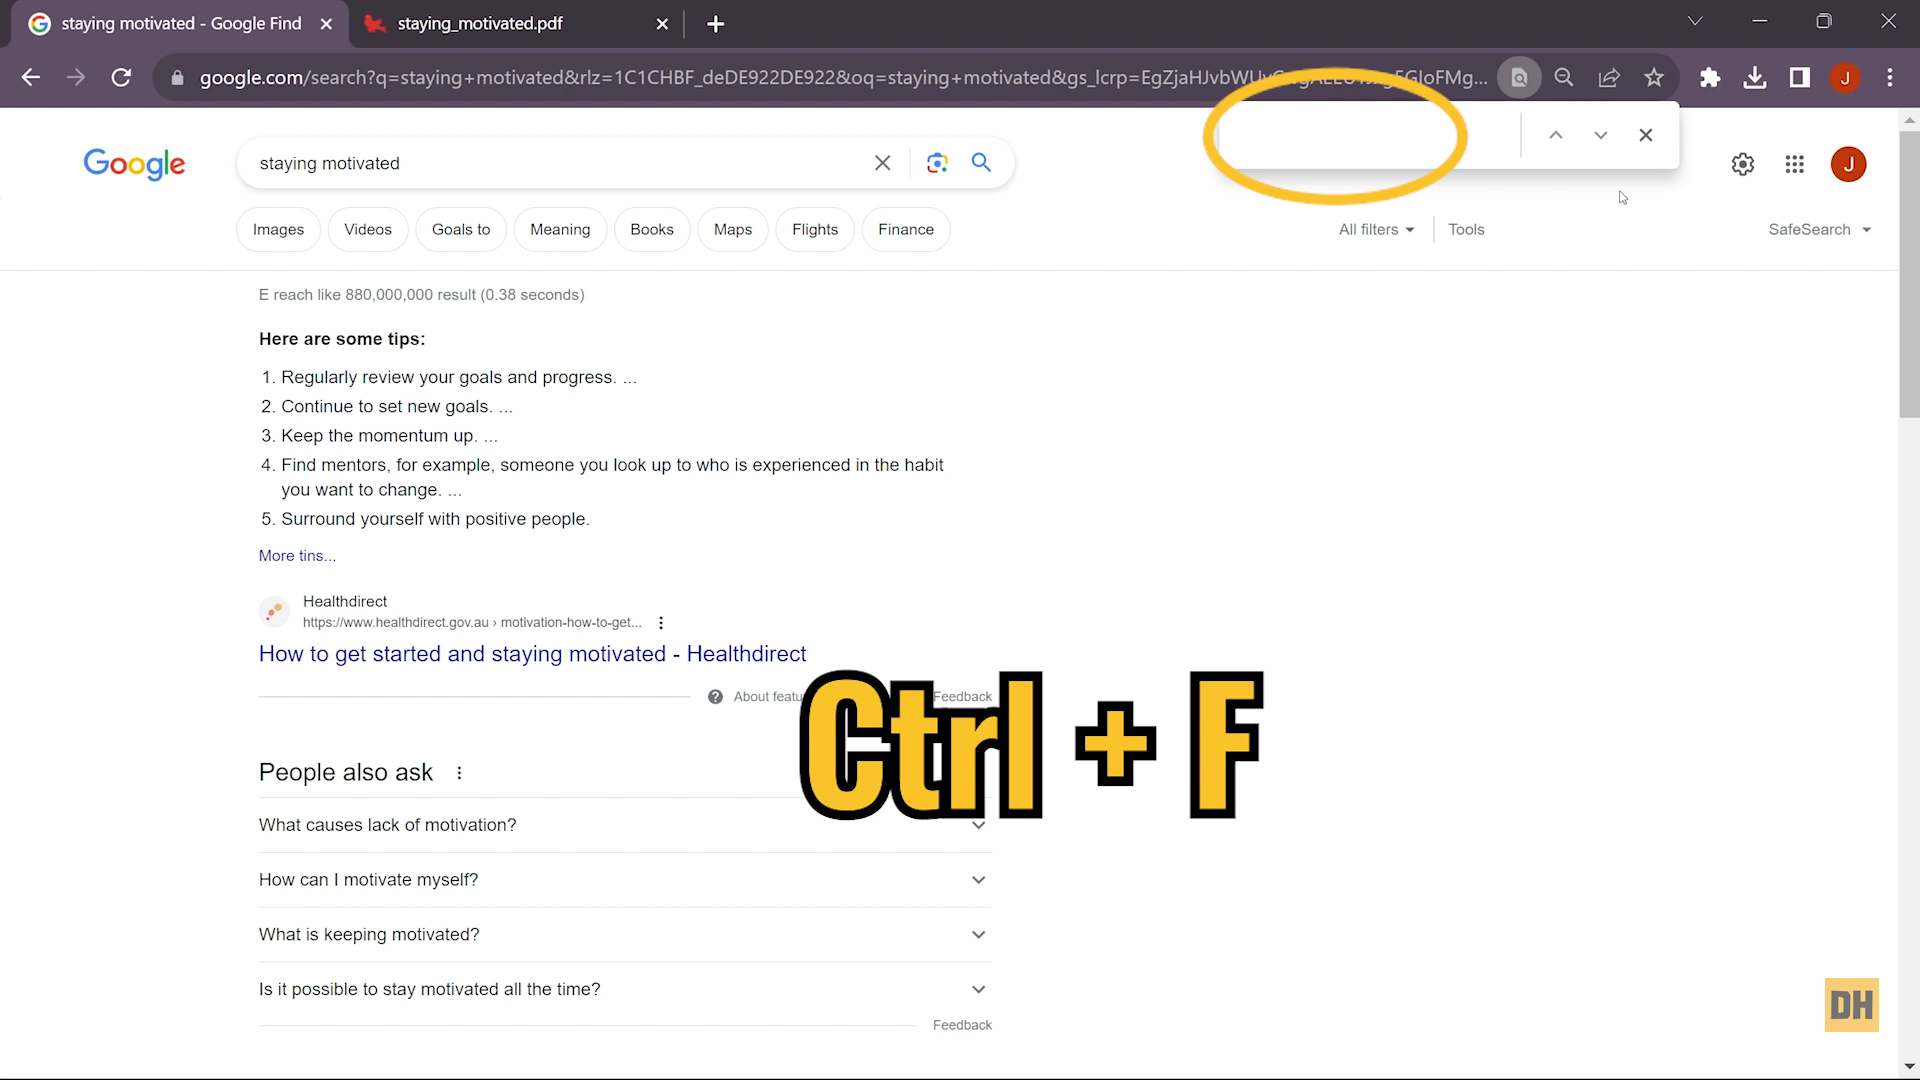 staying motivated - Google Find
staying_motivated.pdf
google.com/search?q=staying+motivated&rlz=1C1CHBF_deDE922DE922&oq=staying+motivated&gs_lcrp=EgZjaHJvbWUy
J
Google
staying motivated
J
Images
Videos
Goals to
Meaning
Books
Maps
Flights
Finance
All filters
Tools
SafeSearch
E reach like 880,000,000 result (0.38 seconds)
Here are some tips:
1. Regularly review your goals and progress. ...
2. Continue to set new goals. ...
3. Keep the momentum up. ...
4. Find mentors, for example, someone you look up to who is experienced in the habit
you want to change. ...
5. Surround yourself with positive people.
More tins...
Healthdirect
https://www.healthdirect.gov.au › motivation-how-to-get...
How to get started and staying motivated - Healthdirect
About featu
Feedback
Ctrl + F
People also ask
What causes lack of motivation?
How can I motivate myself?
What is keeping motivated?
Is it possible to stay motivated all the time?
Feedback
DH